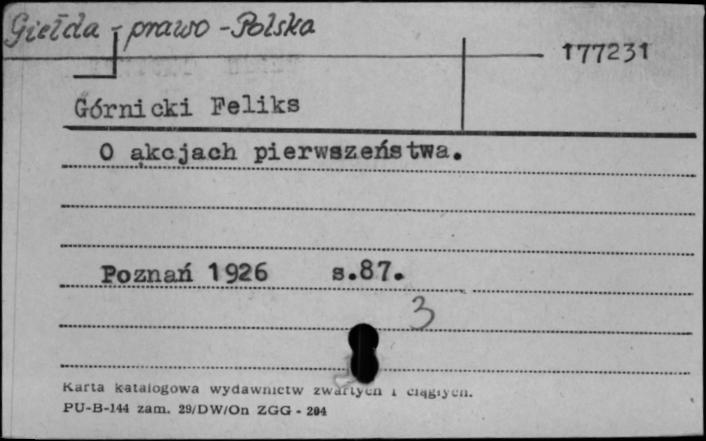 Giełda - prawo - Polska
177231
Górnicki Feliks
O akcjach pierwszeństwa.
Poznań 1926 s.87.
3
Karta katalogowa wydawnictw zwartych i ciągłych.
PU-B-144 zam. 29/DW/On ZGG - 204